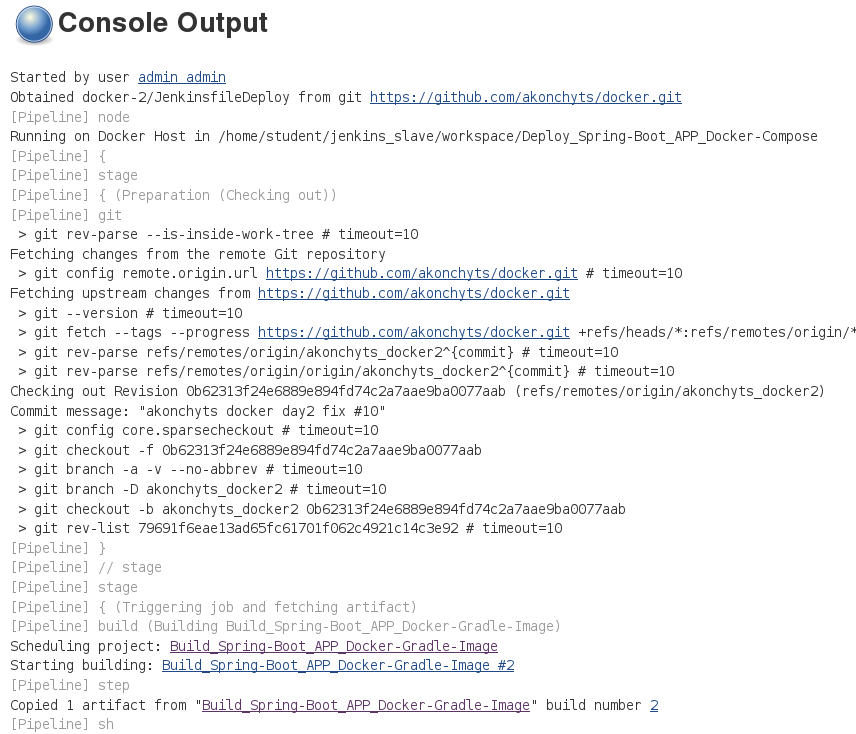 Console Output
Started by user admin admin
Obtained docker-2/JenkinsfileDeploy from git https://github.com/akonchyts/docker.git
[Pipeline] node
Running on Docker Host in /home/student/jenkins_slave/workspace/Deploy_Spring-Boot_APP_Docker-Compose
[Pipeline] {
[Pipeline] stage
[Pipeline] { (Preparation (Checking out))
[Pipeline] git
 > git rev-parse --is-inside-work-tree # timeout=10
Fetching changes from the remote Git repository
 > git config remote.origin.url https://github.com/akonchyts/docker.git # timeout=10
Fetching upstream changes from https://github.com/akonchyts/docker.git
 > git --version # timeout=10
 > git fetch --tags --progress https://github.com/akonchyts/docker.git +refs/heads/*:refs/remotes/origin/*
 > git rev-parse refs/remotes/origin/akonchyts_docker2^{commit} # timeout=10
 > git rev-parse refs/remotes/origin/origin/akonchyts_docker2^{commit} # timeout=10
Checking out Revision 0b62313f24e6889e894fd74c2a7aae9ba0077aab (refs/remotes/origin/akonchyts_docker2)
Commit message: "akonchyts docker day2 fix #10"
 > git config core.sparsecheckout # timeout=10
 > git checkout -f 0b62313f24e6889e894fd74c2a7aae9ba0077aab
 > git branch -a -v --no-abbrev # timeout=10
 > git branch -D akonchyts_docker2 # timeout=10
 > git checkout -b akonchyts_docker2 0b62313f24e6889e894fd74c2a7aae9ba0077aab
 > git rev-list 79691f6eae13ad65fc61701f062c4921c14c3e92 # timeout=10
[Pipeline] }
[Pipeline] // stage
[Pipeline] stage
[Pipeline] { (Triggering job and fetching artifact)
[Pipeline] build (Building Build_Spring-Boot_APP_Docker-Gradle-Image)
Scheduling project: Build_Spring-Boot_APP_Docker-Gradle-Image
Starting building: Build_Spring-Boot_APP_Docker-Gradle-Image #2
[Pipeline] step
Copied 1 artifact from "Build_Spring-Boot_APP_Docker-Gradle-Image" build number 2
[Pipeline] sh